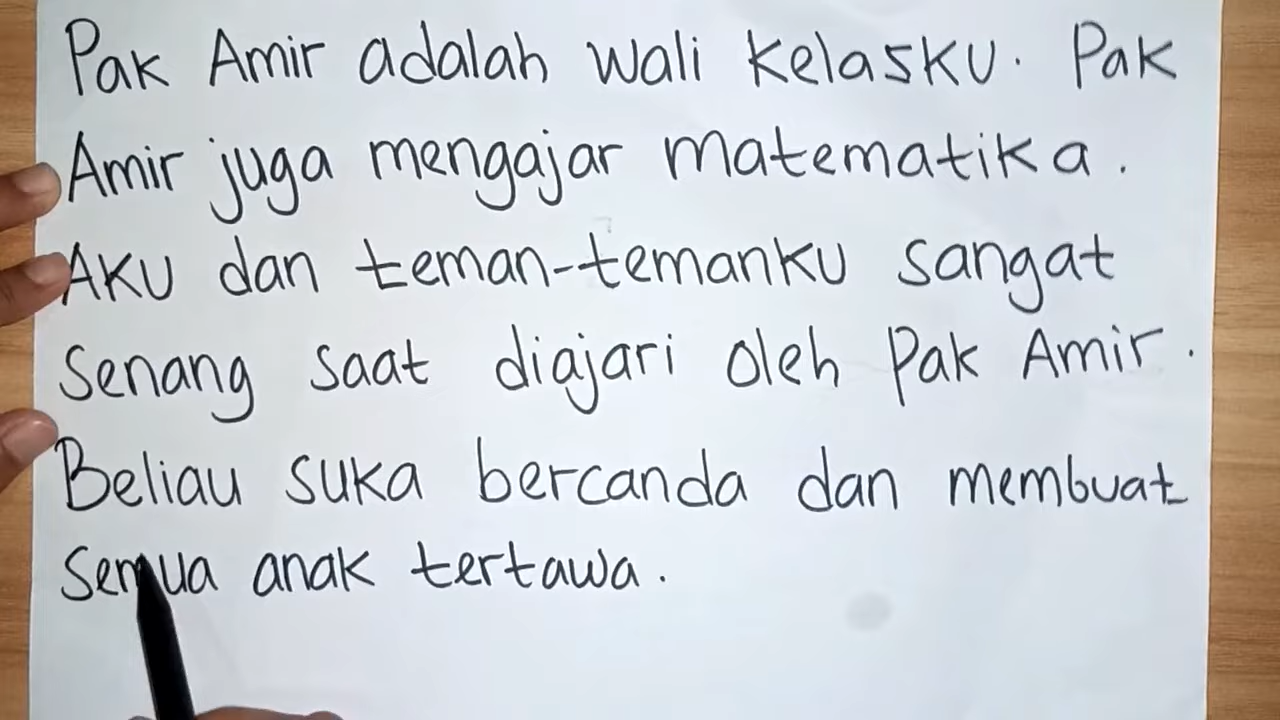 Pak Amir adalah wali kelasku. Pak
Amir juga mengajar matematika.
Aku dan teman-temanku sangat
senang saat diajari oleh Pak Amir.
Beliau suka bercanda dan membuat
semua anak tertawa.